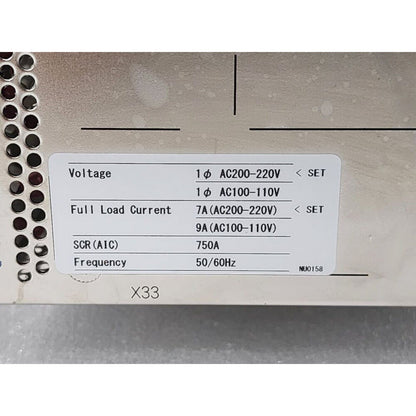 Voltage 1φ AC200-220V < SET
1φ AC100-110V
Full Load Current 7A(AC200-220V) < SET
9A(AC100-110V)
SCR(AIC) 750A
Frequency 50/60Hz
NU0158
X33